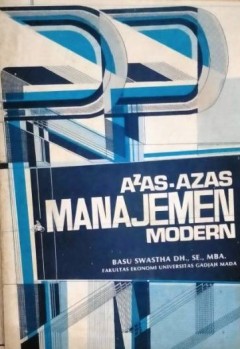 AZAS-AZAS
MANAJEMEN
MODERN
BASU SWASTHA DH., SE., MBA.
FAKULTAS EKONOMI UNIVERSITAS GADJAH MADA